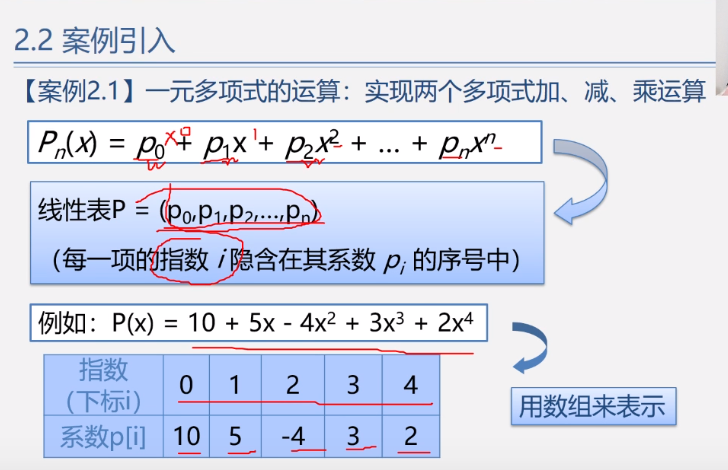 2.2 案例引入
【案例2.1】一元多项式的运算：实现两个多项式加、减、乘运算
Pₙ(x) = p₀x⁰+ p₁x¹+ p₂x² + … + pₙxⁿ
线性表P = (p₀,p₁,p₂,…,pₙ)
（每一项的指数 i 隐含在其系数 pᵢ 的序号中）
例如：P(x) = 10 + 5x - 4x² + 3x³ + 2x⁴
指数（下标i） 0 1 2 3 4
系数p[i] 10 5 -4 3 2
用数组来表示